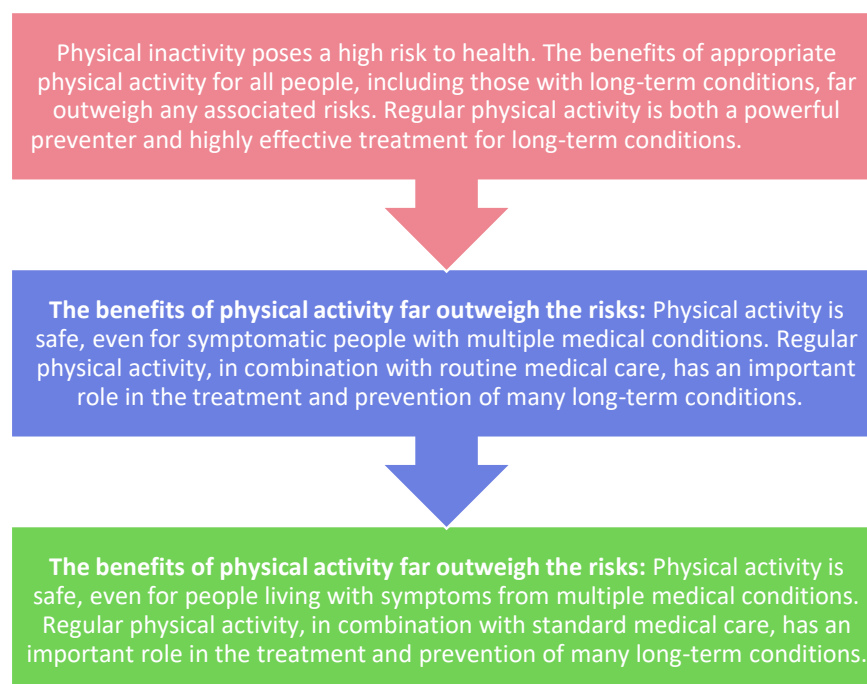 Physical inactivity poses a high risk to health. The benefits of appropriate
physical activity for all people, including those with long-term conditions, far
outweigh any associated risks. Regular physical activity is both a powerful
preventer and highly effective treatment for long-term conditions.
The benefits of physical activity far outweigh the risks: Physical activity is
safe, even for symptomatic people with multiple medical conditions. Regular
physical activity, in combination with routine medical care, has an important
role in the treatment and prevention of many long-term conditions.
The benefits of physical activity far outweigh the risks: Physical activity is
safe, even for people living with symptoms from multiple medical conditions.
Regular physical activity, in combination with standard medical care, has an
important role in the treatment and prevention of many long-term conditions.